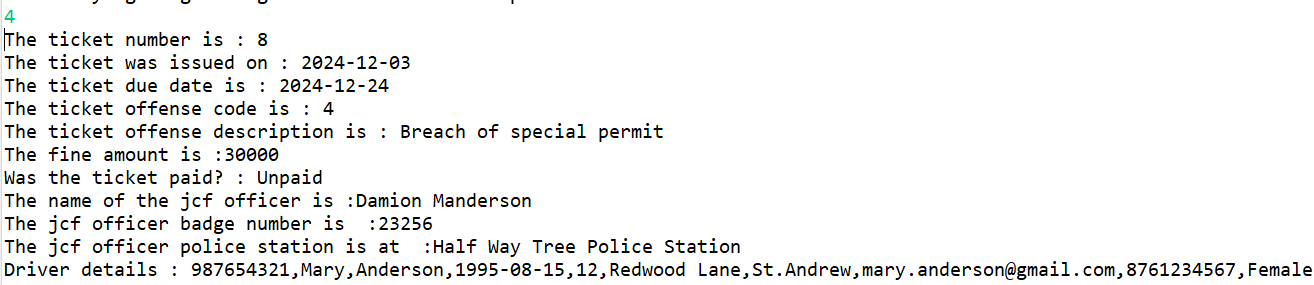 4
The ticket number is : 8
The ticket was issued on : 2024-12-03
The ticket due date is : 2024-12-24
The ticket offense code is : 4
The ticket offense description is : Breach of special permit
The fine amount is :30000
Was the ticket paid? : Unpaid
The name of the jcf officer is :Damion Manderson
The jcf officer badge number is  :23256
The jcf officer police station is at  :Half Way Tree Police Station
Driver details : 987654321,Mary,Anderson,1995-08-15,12,Redwood Lane,St.Andrew,mary.anderson@gmail.com,8761234567,Female